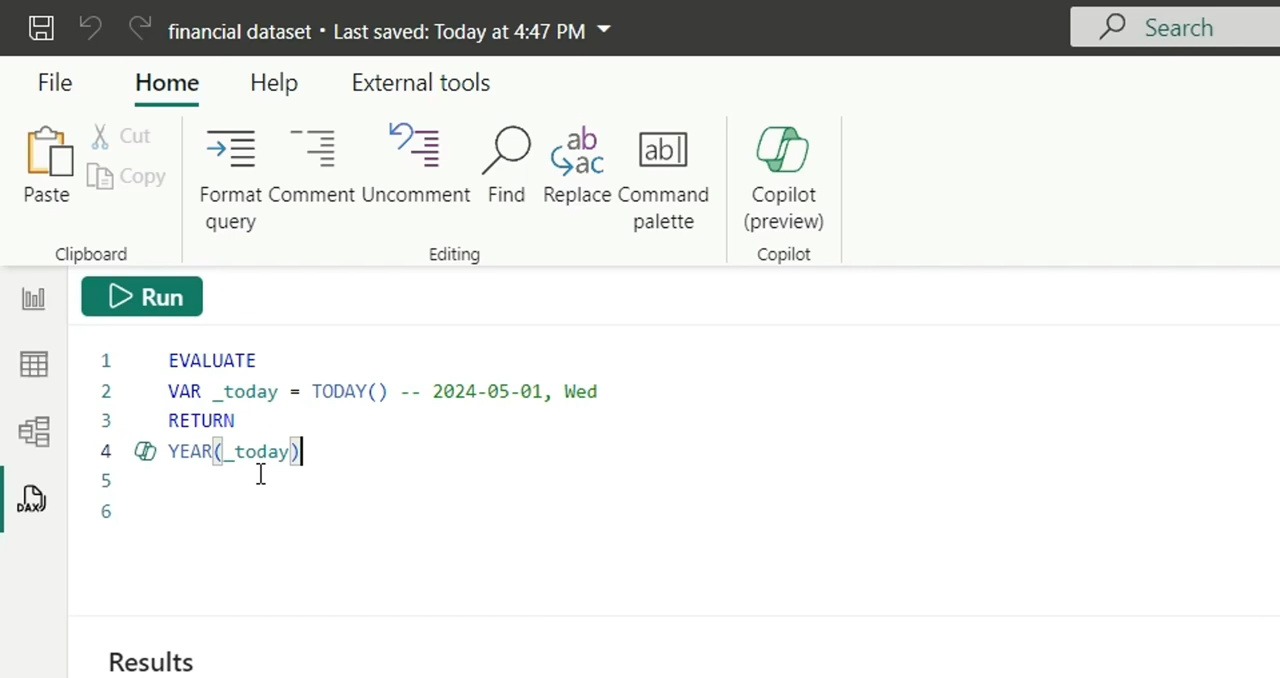 financial dataset • Last saved: Today at 4:47 PM
Search
File Home Help External tools
Paste
Cut
Copy
Clipboard
Format query
Comment
Uncomment
Find
ab
ac
Replace
ab
Command palette
Editing
Copilot (preview)
Copilot
Run
1 EVALUATE
2 VAR _today = TODAY() -- 2024-05-01, Wed
3 RETURN
4 YEAR(_today)
5
6
DAX
Results